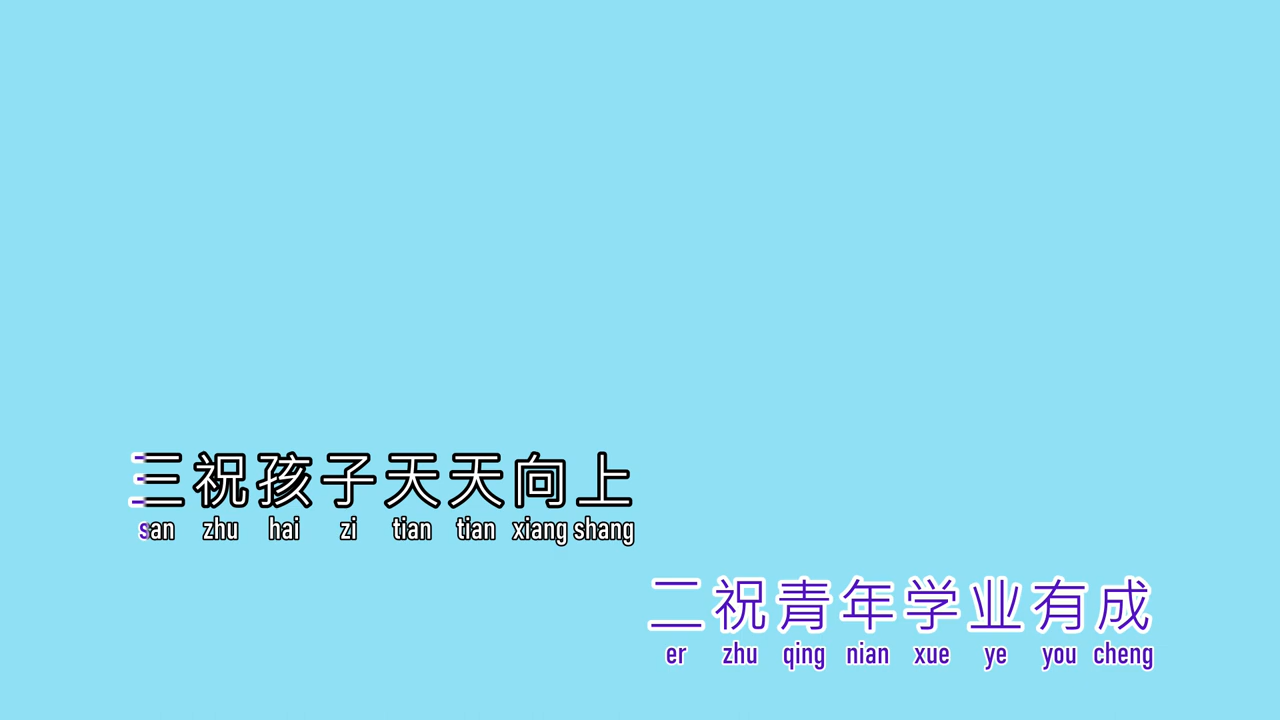 三祝孩子天天向上
san zhu hai zi tian tian xiang shang
二祝青年学业有成
er zhu qing nian xue ye you cheng